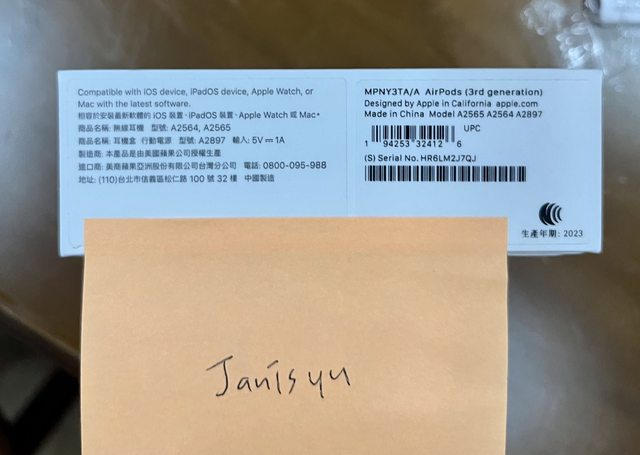 Compatible with iOS device, iPadOS device, Apple Watch, or
Mac with the latest software.
相容於安裝最新軟體的 iOS 裝置、iPadOS 裝置、Apple Watch 或 Mac。
商品名稱: 無線耳機 型號: A2564, A2565
商品名稱: 耳機盒 行動電源 型號: A2897 輸入: 5V⎓1A
製造商: 本產品是由美國蘋果公司授權生產
進口商: 美商蘋果亞洲股份有限公司台灣分公司 電話: 0800-095-988
地址: (110)台北市信義區松仁路 100 號 32 樓 中國製造
MPNY3TA/A AirPods (3rd generation)
Designed by Apple in California apple.com
Made in China Model A2565 A2564 A2897
UPC
1 94253 32412 6
(S) Serial No. HR6LM2J7QJ
生產年期: 2023
Janisyu